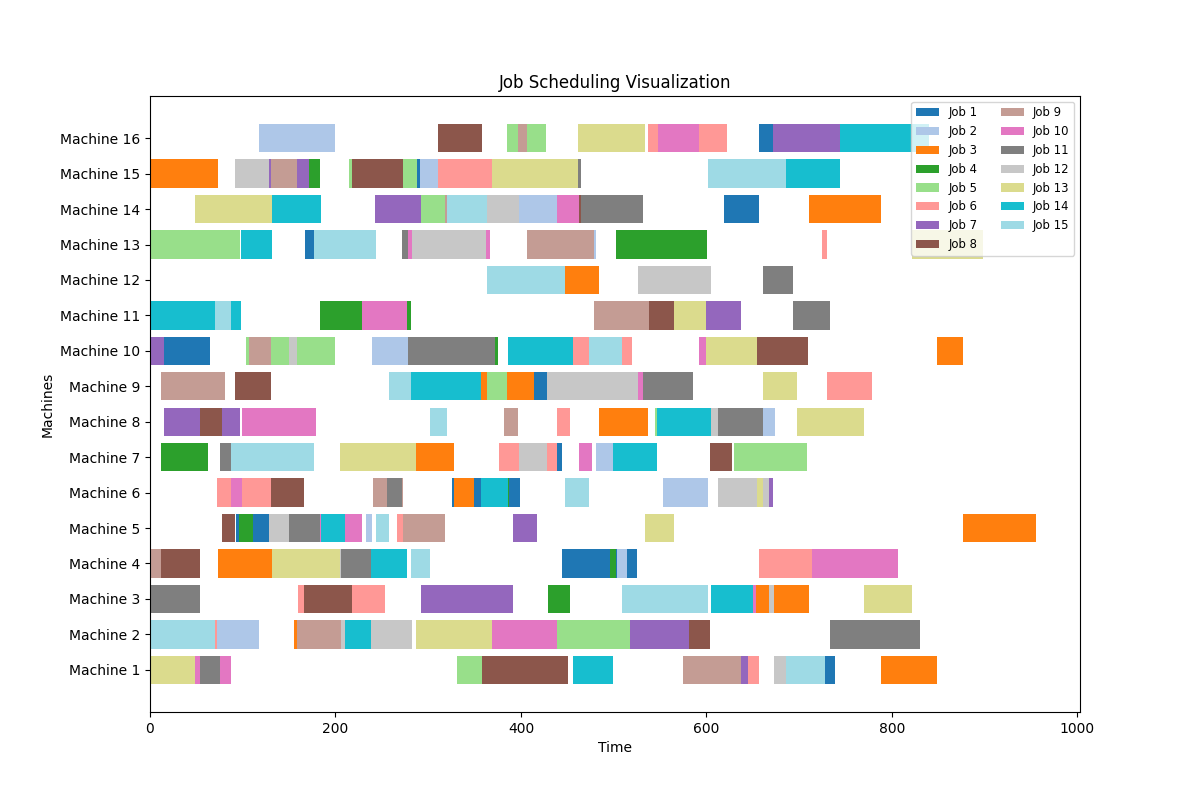 Job Scheduling Visualization
Machine 16
Machine 15
Machine 14
Machine 13
Machine 12
Machine 11
Machine 10
Machine 9
Machine 8
Machine 7
Machine 6
Machine 5
Machine 4
Machine 3
Machine 2
Machine 1
Machines
0 200 400 600 800 1000
Time
Job 1
Job 2
Job 3
Job 4
Job 5
Job 6
Job 7
Job 8
Job 9
Job 10
Job 11
Job 12
Job 13
Job 14
Job 15